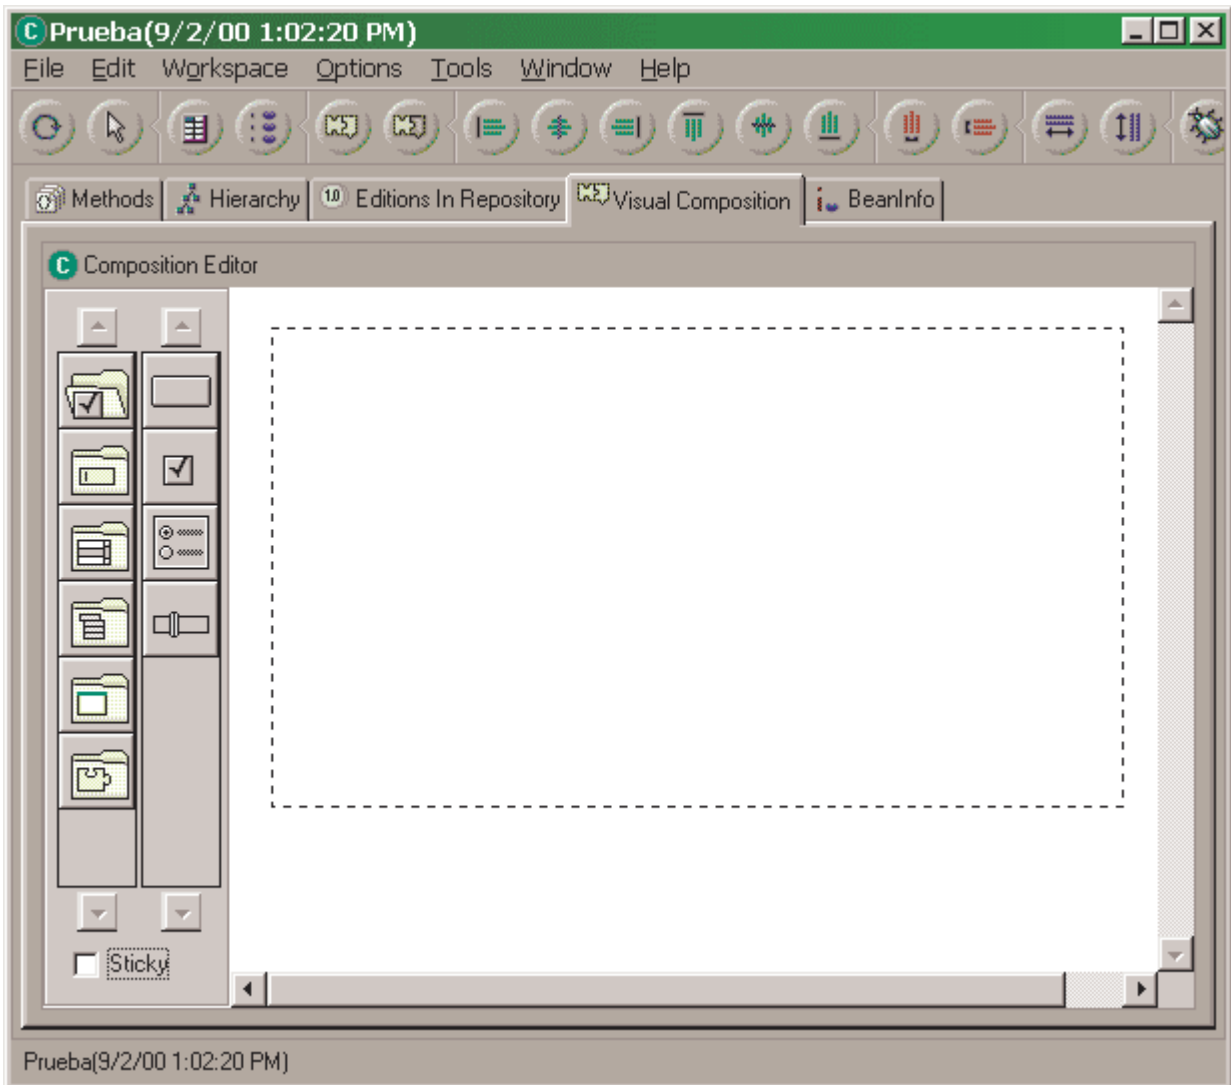 C Prueba(9/2/00 1:02:20 PM)
File Edit Workspace Options Tools Window Help
Methods Hierarchy 1.0 Editions In Repository Visual Composition BeanInfo
C Composition Editor
Sticky
Prueba(9/2/00 1:02:20 PM)